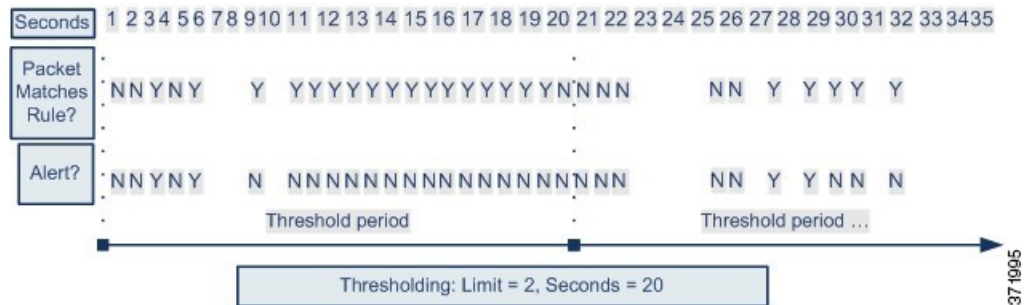 Seconds 1 2 3 4 5 6 7 8 9 10 11 12 13 14 15 16 17 18 19 20 21 22 23 24 25 26 27 28 29 30 31 32 33 34 35
Packet
Matches
Rule?
N N Y N Y Y Y Y Y Y Y Y Y Y Y Y Y Y Y Y N N N N N N Y Y Y Y Y
Alert?
N N Y N Y N N N N N N N N N N N N N N N N N N N N N Y Y N N N
Threshold period
Threshold period ...
Thresholding: Limit = 2, Seconds = 20
371995